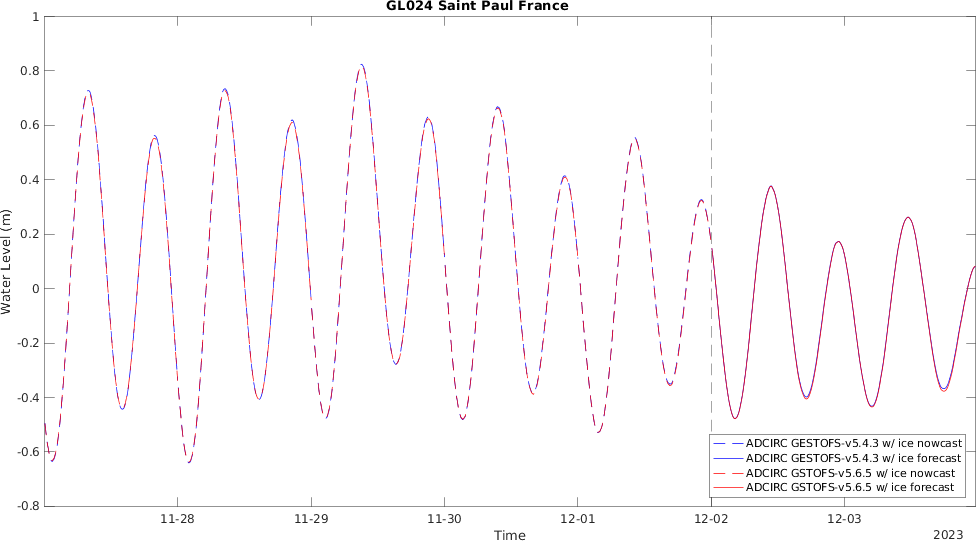 GL024 Saint Paul France
1
0.8
0.6
0.4
0.2
0
-0.2
-0.4
-0.6
-0.8
Water Level (m)
ADCIRC GESTOFS-v5.4.3 w/ ice nowcast
ADCIRC GESTOFS-v5.4.3 w/ ice forecast
ADCIRC GSTOFS-v5.6.5 w/ ice nowcast
ADCIRC GSTOFS-v5.6.5 w/ ice forecast
11-28 11-29 11-30 12-01 12-02 12-03
Time
2023